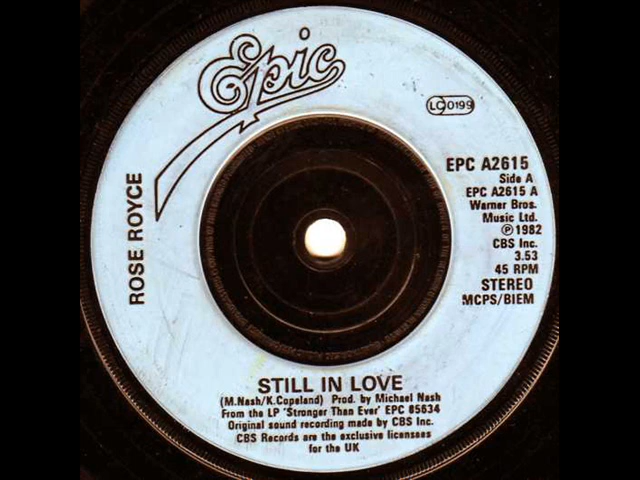 Epic
LC 0199
ROSE ROYCE
EPC A2615
Side A
EPC A2615 A
Warner Bros.
Music Ltd.
Ⓟ1982
CBS Inc.
3.53
45 RPM
STEREO
MCPS/BIEM
STILL IN LOVE
(M.Nash/K.Copeland) Prod. by Michael Nash
From the LP 'Stronger Than Ever' EPC 85634
Original sound recording made by CBS Inc.
CBS Records are the exclusive licensees
for the UK